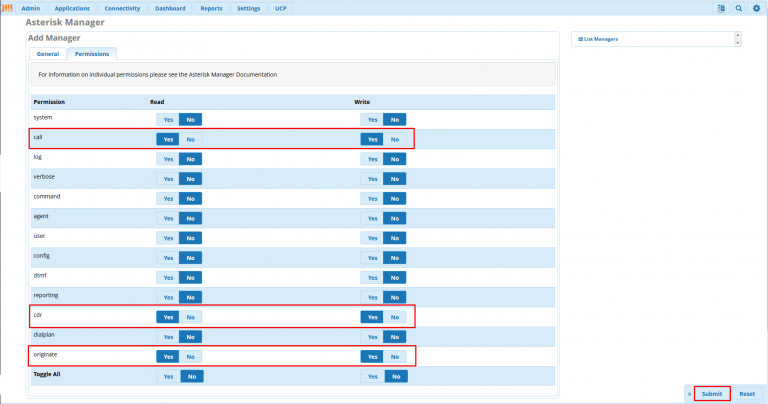 Admin Applications Connectivity Dashboard Reports Settings UCP
Asterisk Manager
Add Manager
List Managers
General Permissions
For information on individual permissions please see the Asterisk Manager Documentation
Permission Read Write
system Yes No Yes No
call Yes No Yes No
log Yes No Yes No
verbose Yes No Yes No
command Yes No Yes No
agent Yes No Yes No
user Yes No Yes No
config Yes No Yes No
dtmf Yes No Yes No
reporting Yes No Yes No
cdr Yes No Yes No
dialplan Yes No Yes No
originate Yes No Yes No
Toggle All Yes No Yes No
Submit Reset